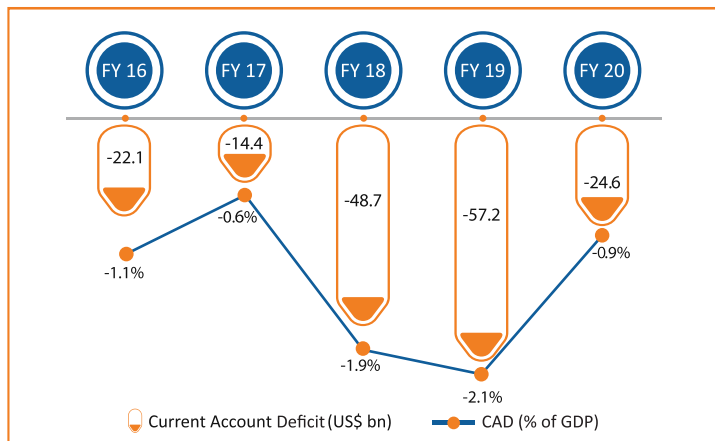 FY 16 FY 17 FY 18 FY 19 FY 20
-22.1 -14.4 -48.7 -57.2 -24.6
-1.1% -0.6% -1.9% -2.1% -0.9%
Current Account Deficit (US$ bn) CAD (% of GDP)